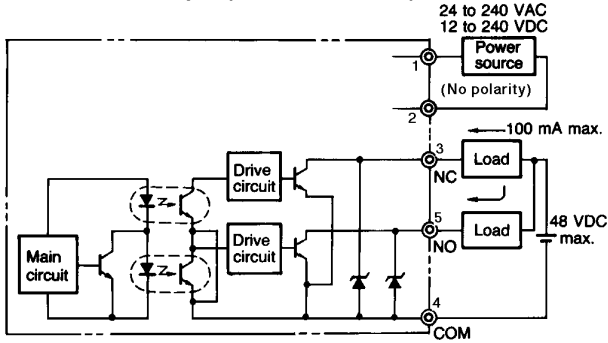 24 to 240 VAC
12 to 240 VDC
Power
source
1
(No polarity)
2
100 mA max.
3
Load
NC
Drive
circuit
5
Load
NO
48 VDC
max.
Drive
circuit
Main
circuit
4
COM